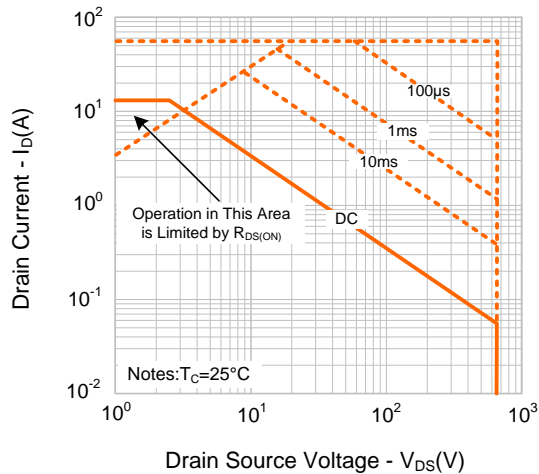 10²
10¹
10⁰
10⁻¹
10⁻²
Drain Current - I_D(A)
100µs
1ms
10ms
DC
Operation in This Area
is Limited by R_DS(ON)
Notes:T_C=25°C
10⁰
10¹
10²
10³
Drain Source Voltage - V_DS(V)